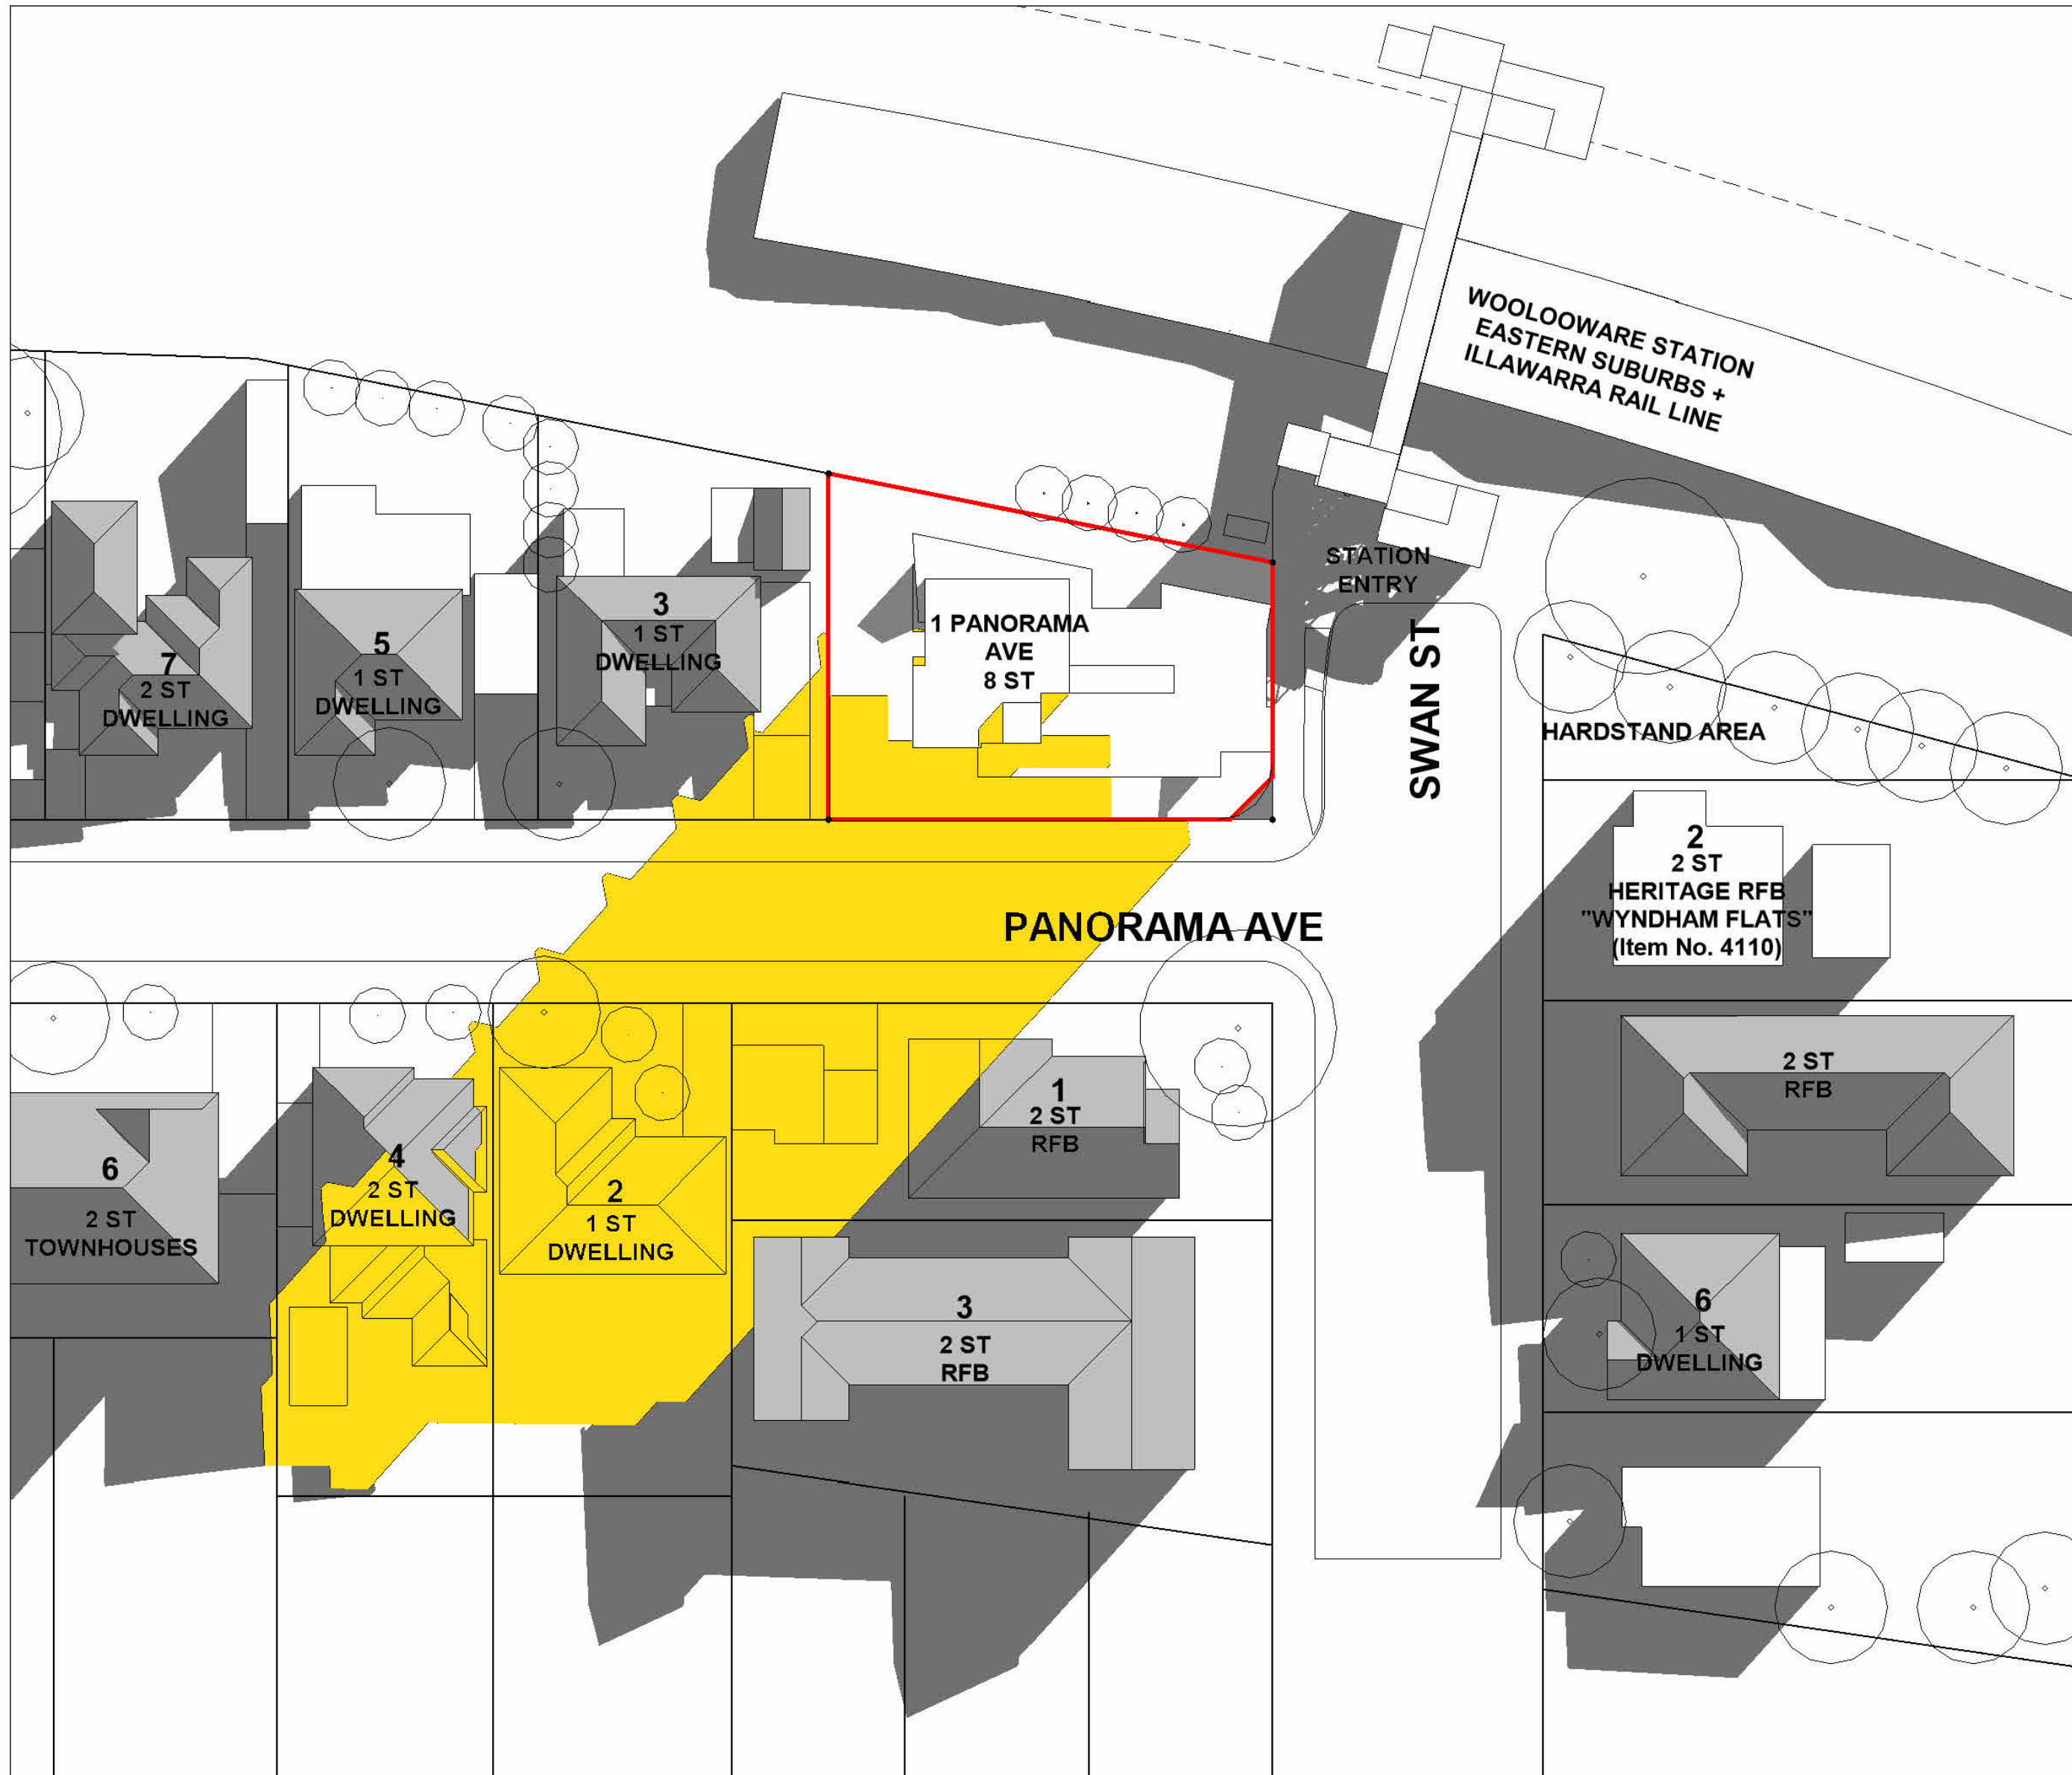 WOOLOOWARE STATION
EASTERN SUBURBS +
ILLAWARRA RAIL LINE
STATION
ENTRY
SWAN ST
HARDSTAND AREA
7
2 ST
DWELLING
5
1 ST
DWELLING
3
1 ST
DWELLING
1 PANORAMA
AVE
8 ST
2
2 ST
HERITAGE RFB
"WYNDHAM FLATS"
(Item No. 4110)
PANORAMA AVE
2 ST
RFB
6
2 ST
TOWNHOUSES
4
2 ST
DWELLING
2
1 ST
DWELLING
1
2 ST
RFB
3
2 ST
RFB
6
1 ST
DWELLING